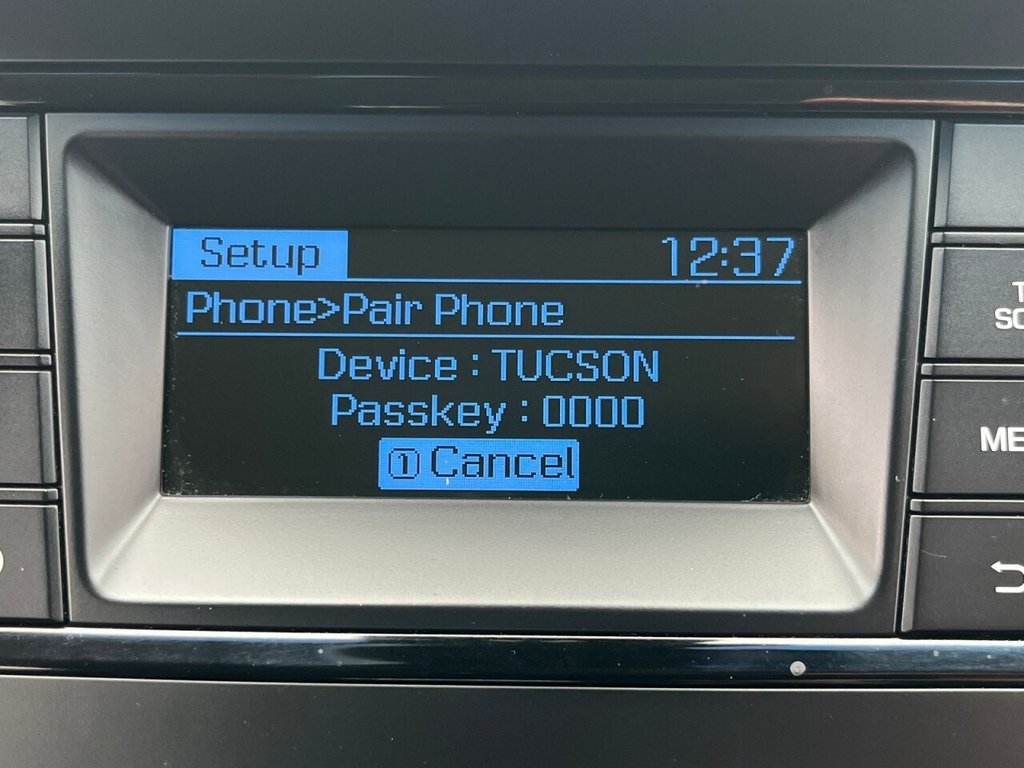 Setup 12:37
Phone>Pair Phone
Device : TUCSON
Passkey : 0000
① Cancel